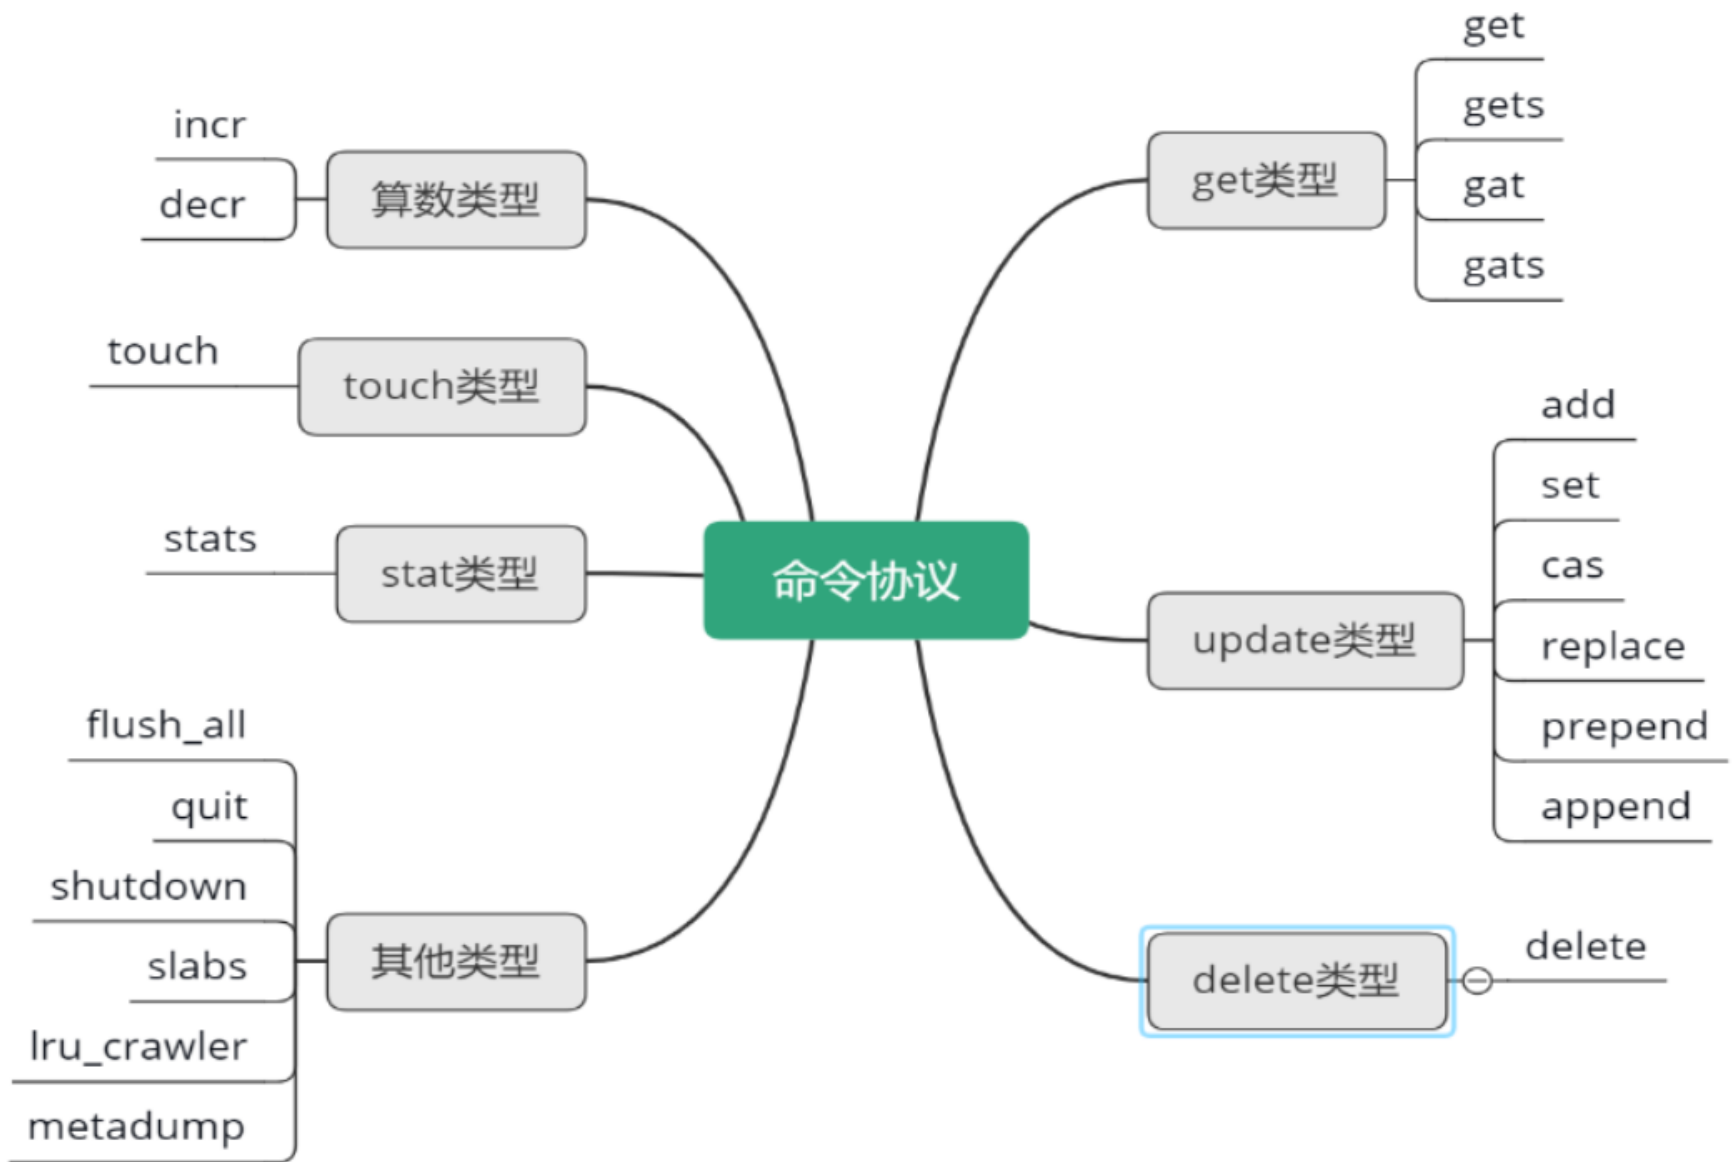 命令协议
get类型
get
gets
gat
gats
update类型
add
set
cas
replace
prepend
append
delete类型
delete
算数类型
incr
decr
touch类型
touch
stat类型
stats
其他类型
flush_all
quit
shutdown
slabs
lru_crawler
metadump